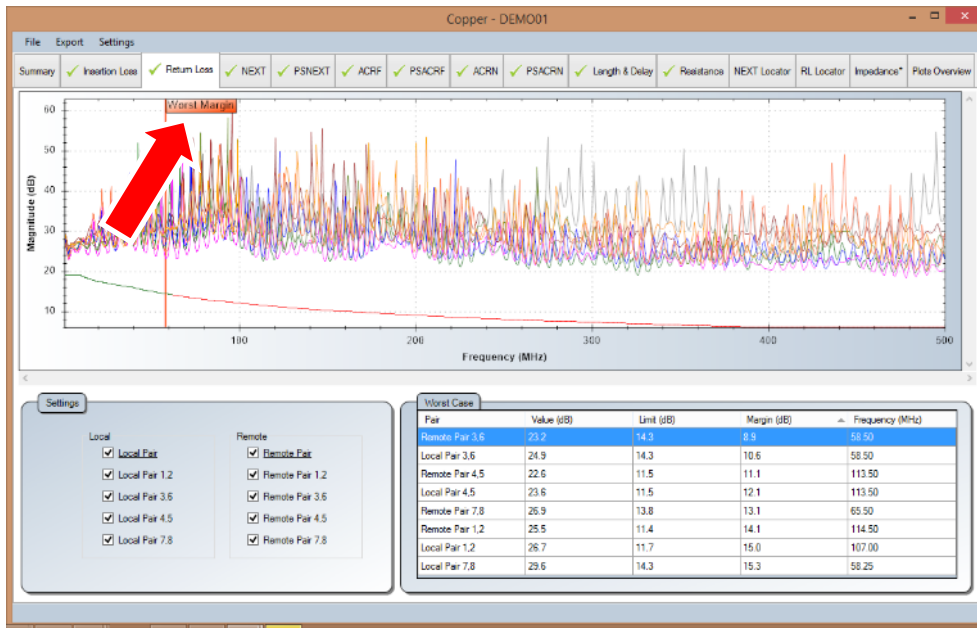 Copper - DEMO01
File Export Settings
Summary Insertion Loss Return Loss NEXT PSNEXT ACRF PSACRF ACRN PSACRN Length & Delay Resistance NEXT Locator RL Locator Impedance* Plots Overview
Worst Margin
60
50
40
30
20
10
Magnitude (dB)
100 200 300 400 500
Frequency (MHz)
Settings
Local Remote
Local Pair Remote Pair
Local Pair 1.2 Remote Pair 1.2
Local Pair 3.6 Remote Pair 3.6
Local Pair 4.5 Remote Pair 4.5
Local Pair 7.8 Remote Pair 7.8
Worst Case
Pair Value (dB) Limit (dB) Margin (dB) Frequency (MHz)
Remote Pair 3,6 23.2 14.3 8.9 58.50
Local Pair 3,6 24.9 14.3 10.6 58.50
Remote Pair 4,5 22.6 11.5 11.1 113.50
Local Pair 4,5 23.6 11.5 12.1 113.50
Remote Pair 7,8 26.9 13.8 13.1 65.50
Remote Pair 1,2 25.5 11.4 14.1 114.50
Local Pair 1,2 26.7 11.7 15.0 107.00
Local Pair 7,8 29.6 14.3 15.3 58.25